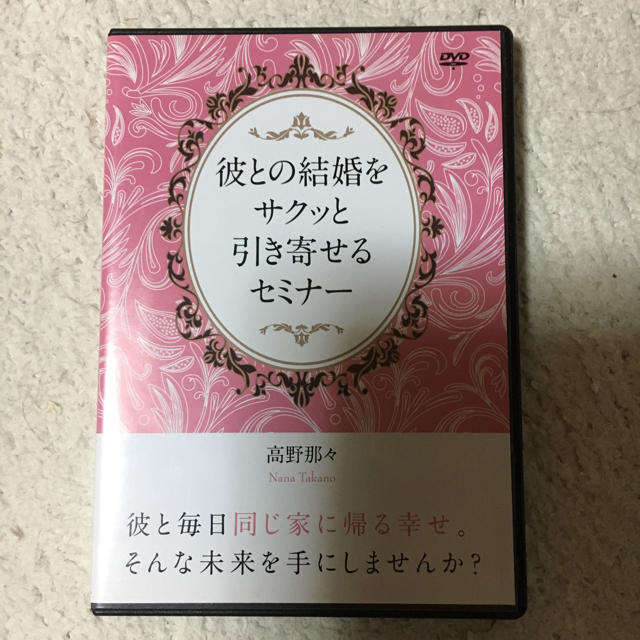 DVD
彼との結婚を
サクッと
引き寄せる
セミナー
高野那々
Nana Takano
彼と毎日同じ家に帰る幸せ。
そんな未来を手にしませんか?